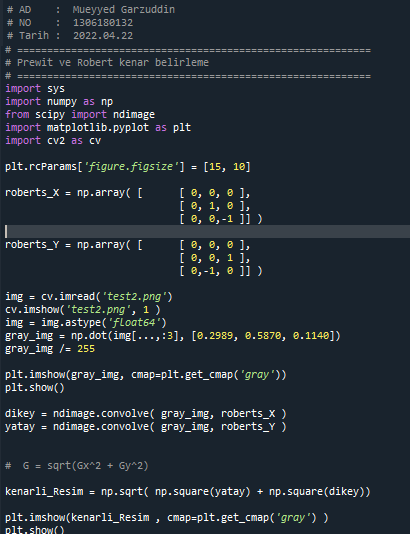 # AD    :  Mueyyed Garzuddin
# NO    :  1306180132
# Tarih :  2022.04.22
# ===========================================================
# Prewit ve Robert kenar belirleme
# ===========================================================
import sys
import numpy as np
from scipy import ndimage
import matplotlib.pyplot as plt
import cv2 as cv
plt.rcParams['figure.figsize'] = [15, 10]
roberts_X = np.array( [      [ 0, 0, 0 ],
[ 0, 1, 0 ],
[ 0, 0,-1 ]] )
roberts_Y = np.array( [      [ 0, 0, 0 ],
[ 0, 0, 1 ],
[ 0,-1, 0 ]] )
img = cv.imread('test2.png')
cv.imshow('test2.png', 1 )
img = img.astype('float64')
gray_img = np.dot(img[...,:3], [0.2989, 0.5870, 0.1140])
gray_img /= 255
plt.imshow(gray_img, cmap=plt.get_cmap('gray'))
plt.show()
dikey = ndimage.convolve( gray_img, roberts_X )
yatay = ndimage.convolve( gray_img, roberts_Y )
#  G = sqrt(Gx^2 + Gy^2)
kenarli_Resim = np.sqrt( np.square(yatay) + np.square(dikey))
plt.imshow(kenarli_Resim , cmap=plt.get_cmap('gray') )
plt.show()